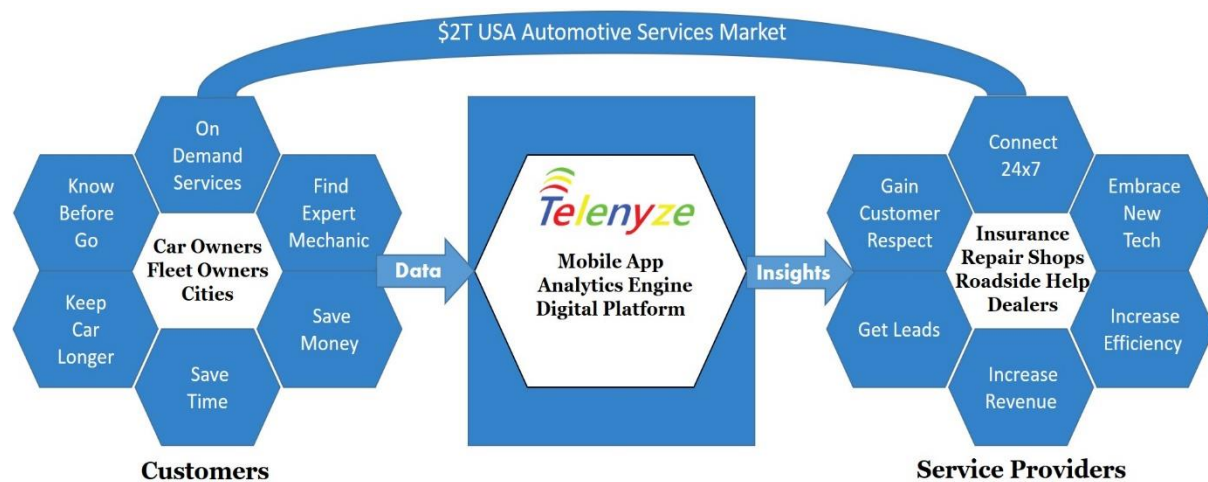 $2T USA Automotive Services Market
On
Demand
Services
Know
Before
Go
Find
Expert
Mechanic
Car Owners
Fleet Owners
Cities
Keep
Car
Longer
Save
Money
Save
Time
Customers
Data
Telenyze
Mobile App
Analytics Engine
Digital Platform
Insights
Connect
24x7
Gain
Customer
Respect
Embrace
New
Tech
Insurance
Repair Shops
Roadside Help
Dealers
Get Leads
Increase
Efficiency
Increase
Revenue
Service Providers